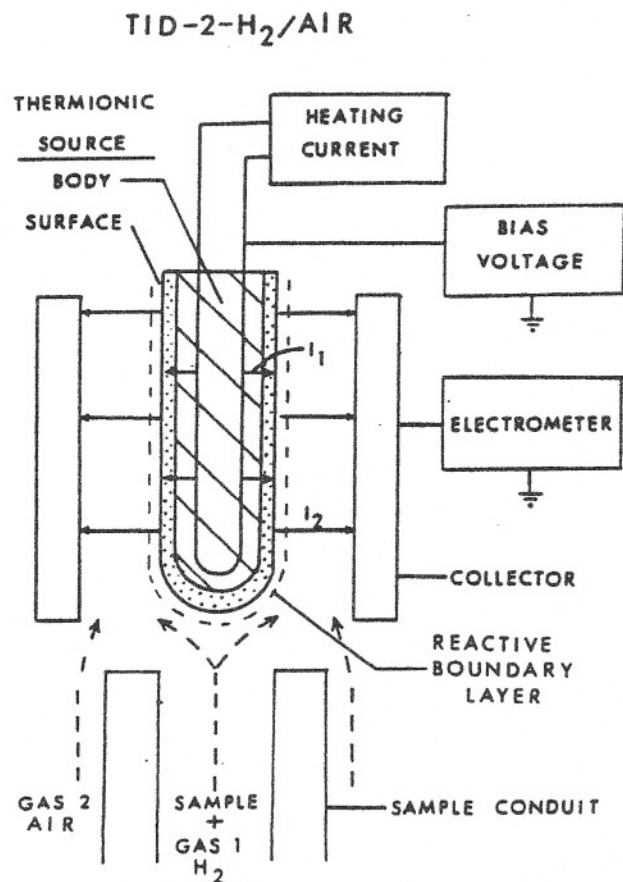 TID-2-H2/AIR
THERMIONIC
SOURCE
BODY
SURFACE
HEATING
CURRENT
BIAS
VOLTAGE
I1
ELECTROMETER
I2
COLLECTOR
REACTIVE
BOUNDARY
LAYER
GAS 2
AIR
SAMPLE
+
GAS 1
H2
SAMPLE CONDUIT